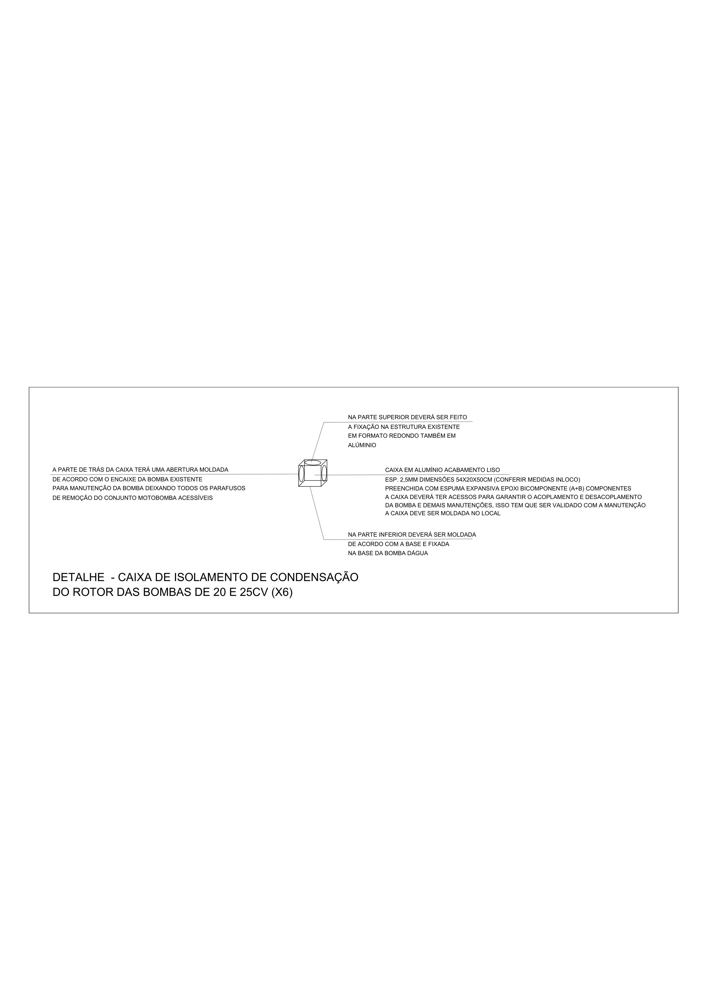 NA PARTE SUPERIOR DEVERÁ SER FEITO
A FIXAÇÃO NA ESTRUTURA EXISTENTE
EM FORMATO REDONDO TAMBÉM EM
ALÚMINIO
A PARTE DE TRÁS DA CAIXA TERÁ UMA ABERTURA MOLDADA
DE ACORDO COM O ENCAIXE DA BOMBA EXISTENTE
PARA MANUTENÇÃO DA BOMBA DEIXANDO TODOS OS PARAFUSOS
DE REMOÇÃO DO CONJUNTO MOTOBOMBA ACESSÍVEIS
CAIXA EM ALUMÍNIO ACABAMENTO LISO
ESP. 2,5MM DIMENSÕES 54X20X50CM (CONFERIR MEDIDAS INLOCO)
PREENCHIDA COM ESPUMA EXPANSIVA EPOXI BICOMPONENTE (A+B) COMPONENTES
A CAIXA DEVERÁ TER ACESSOS PARA GARANTIR O ACOPLAMENTO E DESACOPLAMENTO
DA BOMBA E DEMAIS MANUTENÇÕES, ISSO TEM QUE SER VALIDADO COM A MANUTENÇÃO
A CAIXA DEVE SER MOLDADA NO LOCAL
NA PARTE INFERIOR DEVERÁ SER MOLDADA
DE ACORDO COM A BASE E FIXADA
NA BASE DA BOMBA DÁGUA
DETALHE  - CAIXA DE ISOLAMENTO DE CONDENSAÇÃO
DO ROTOR DAS BOMBAS DE 20 E 25CV (X6)